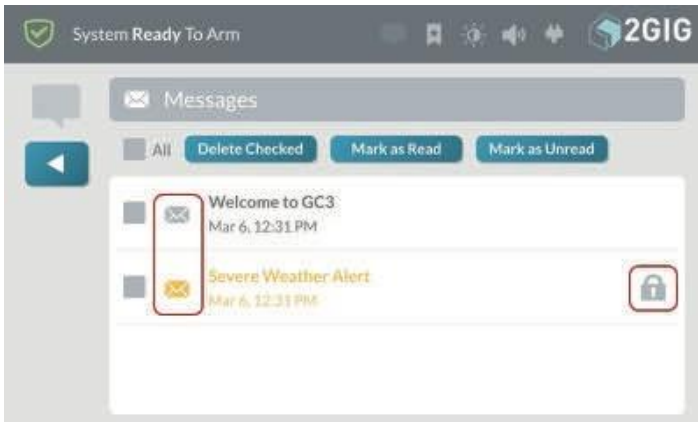 System Ready To Arm
2GIG
Messages
All Delete Checked Mark as Read Mark as Unread
Welcome to GC3
Mar 6, 12:31 PM
Severe Weather Alert
Mar 6, 12:31 PM